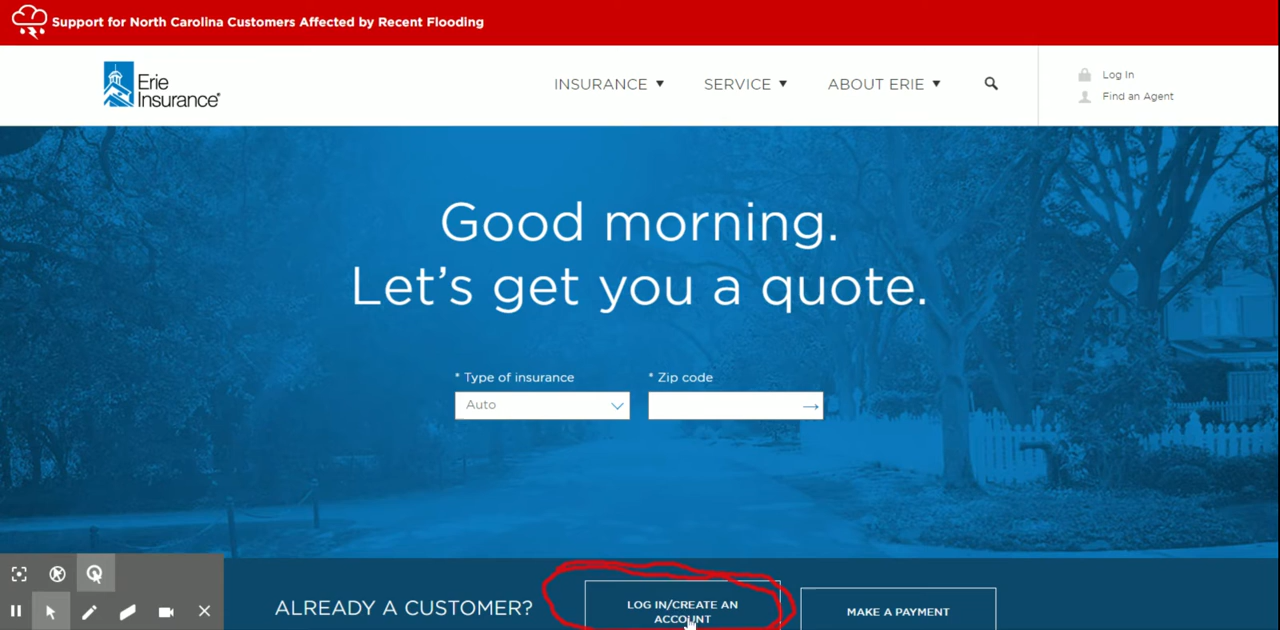 Support for North Carolina Customers Affected by Recent Flooding
Erie
Insurance®
INSURANCE
SERVICE
ABOUT ERIE
Log In
Find an Agent
Good morning.
Let's get you a quote.
* Type of insurance
* Zip code
Auto
ALREADY A CUSTOMER?
LOG IN/CREATE AN
ACCOUNT
MAKE A PAYMENT